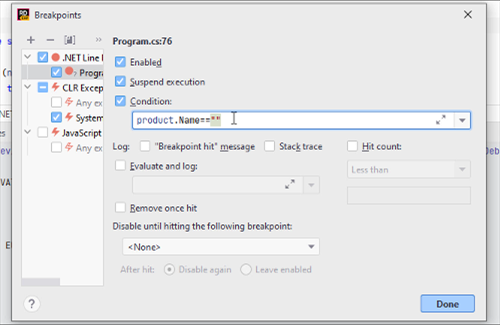 Breakpoints
.NET Line
Progra
CLR Excep
Any ex
System
JavaScript
Any ex
Program.cs:76
Enabled
Suspend execution
Condition:
product.Name==""
Log: "Breakpoint hit" message Stack trace Hit count:
Evaluate and log: Less than
Remove once hit
Disable until hitting the following breakpoint:
<None>
After hit: Disable again Leave enabled
? Done